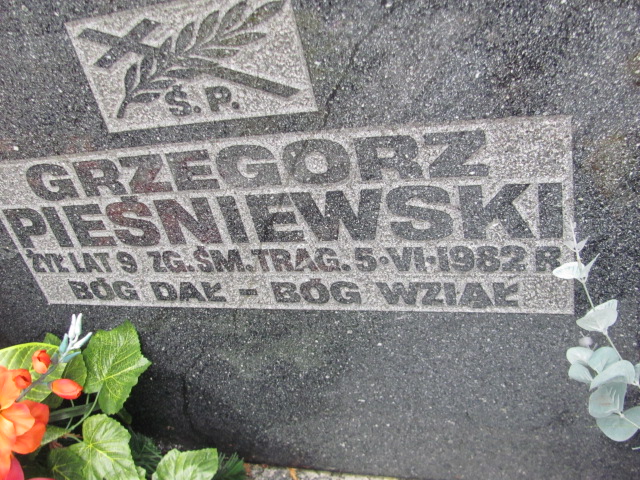 Ś.P.
GRZEGORZ
PIEŚNIEWSKI
ŻYŁ LAT 9 ZG. ŚM. TRAG. 5·VI·1982 R
BÓG DAŁ – BÓG WZIĄŁ